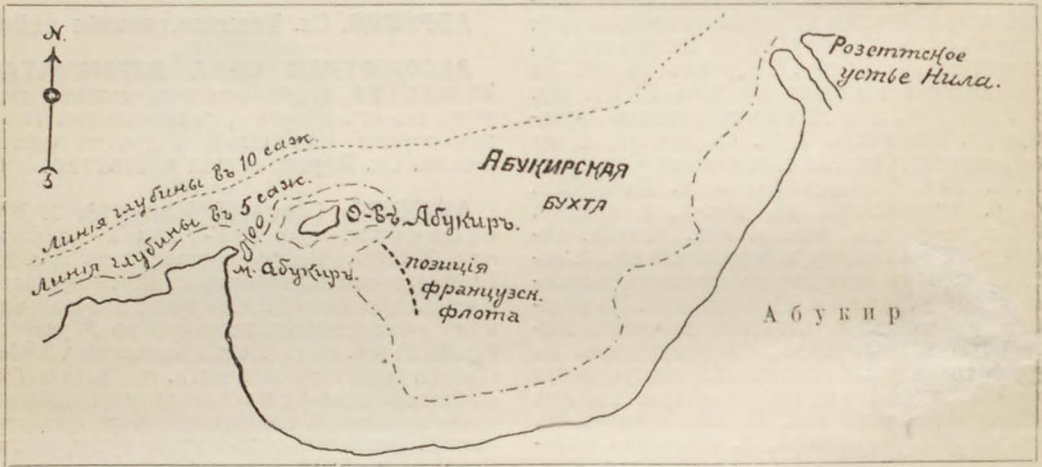 N.
Розеттское
устье Нила.
Линія глубины въ 10 саж.
Абукирская
бухта
Линія глубины въ 5 саж.
О-въ Абукиръ.
м. Абукиръ.
позиція
французск.
флота
Абукир